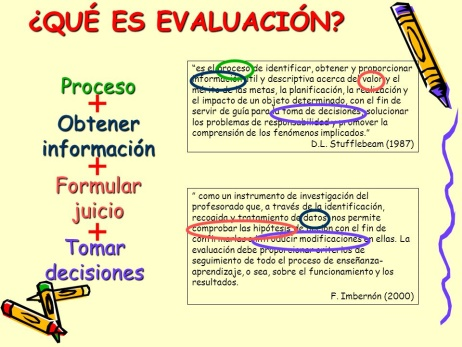 ¿QUÉ ES EVALUACIÓN?
Proceso
+
Obtener
información
+
Formular
juicio
+
Tomar
decisiones
"es el proceso de identificar, obtener y proporcionar
información útil y descriptiva acerca del valor y el
mérito de las metas, la planificación, la realización y
el impacto de un objeto determinado, con el fin de
servir de guía para la toma de decisiones, solucionar
los problemas de responsabilidad y promover la
comprensión de los fenómenos implicados."
D.L. Stufflebeam (1987)
" como un instrumento de investigación del
profesorado que, a través de la identificación,
recogida y tratamiento de datos, nos permite
comprobar las hipótesis de acción con el fin de
confirmarlas o introducir modificaciones en ellas. La
evaluación debe proporcionar criterios de
seguimiento de todo el proceso de enseñanza-
aprendizaje, o sea, sobre el funcionamiento y los
resultados.
F. Imbernón (2000)